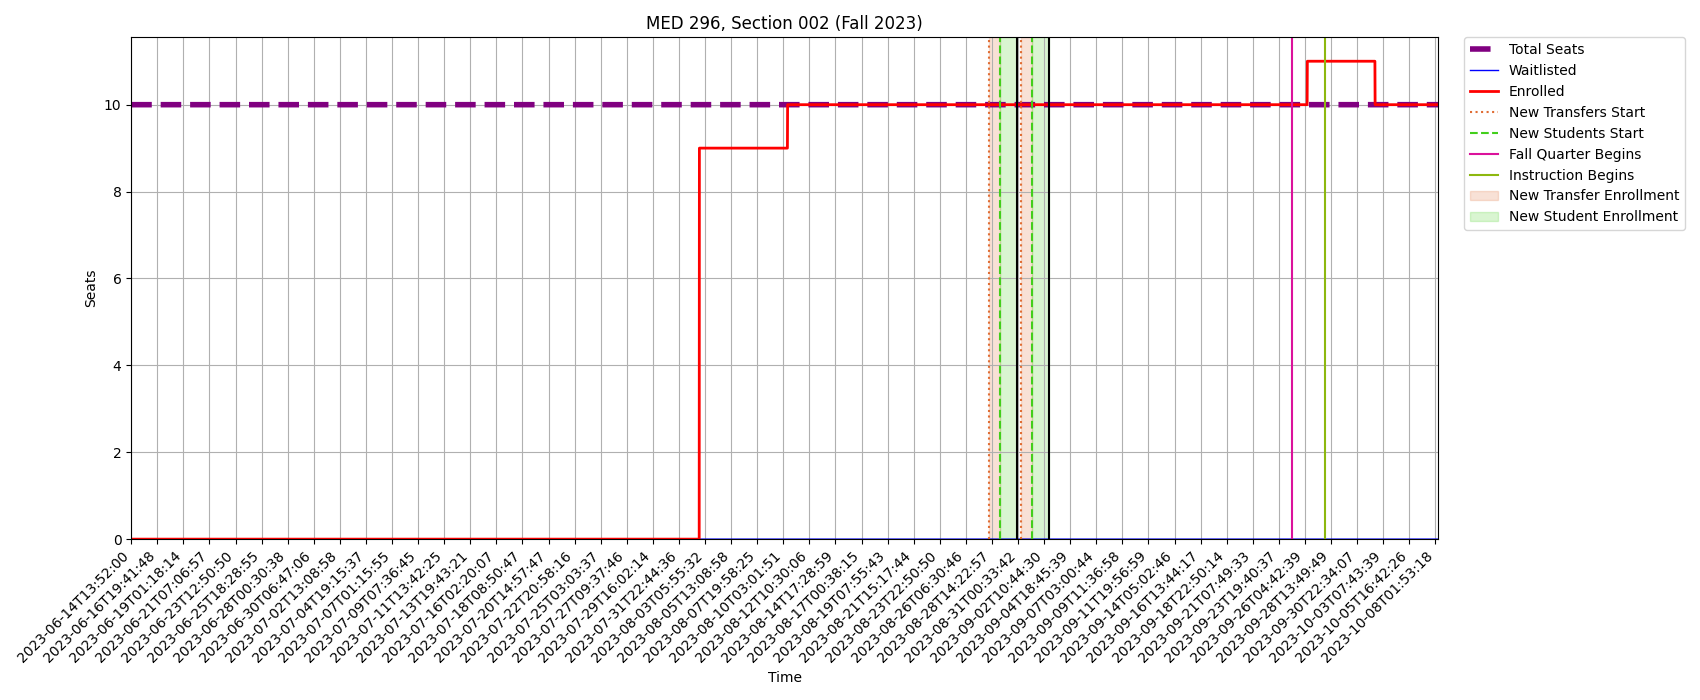 MED 296, Section 002 (Fall 2023)
Total Seats
Waitlisted
Enrolled
New Transfers Start
New Students Start
Fall Quarter Begins
Instruction Begins
New Transfer Enrollment
New Student Enrollment
Seats
10
8
6
4
2
0
2023-06-14T13:52:00
2023-06-16T19:41:48
2023-06-19T01:18:14
2023-06-21T07:06:57
2023-06-23T12:50:50
2023-06-25T18:28:55
2023-06-28T00:30:38
2023-06-30T06:47:06
2023-07-02T13:08:58
2023-07-04T19:15:37
2023-07-07T01:15:55
2023-07-09T07:36:45
2023-07-11T13:42:25
2023-07-13T19:43:21
2023-07-16T02:20:07
2023-07-18T08:50:47
2023-07-20T14:57:47
2023-07-22T20:58:16
2023-07-25T03:03:37
2023-07-27T09:37:46
2023-07-29T16:02:14
2023-07-31T22:44:36
2023-08-03T05:55:32
2023-08-05T13:08:58
2023-08-07T19:58:25
2023-08-10T03:01:51
2023-08-12T10:30:06
2023-08-14T17:28:59
2023-08-17T00:38:15
2023-08-19T07:55:43
2023-08-21T15:17:44
2023-08-23T22:50:50
2023-08-26T06:30:46
2023-08-28T14:22:57
2023-08-31T00:33:42
2023-09-02T10:44:30
2023-09-04T18:45:39
2023-09-07T03:00:44
2023-09-09T11:36:58
2023-09-11T19:56:59
2023-09-14T05:02:46
2023-09-16T13:44:17
2023-09-18T22:50:14
2023-09-21T07:49:33
2023-09-23T19:40:37
2023-09-26T04:42:39
2023-09-28T13:49:49
2023-09-30T22:34:07
2023-10-03T07:43:39
2023-10-05T16:42:26
2023-10-08T01:53:18
Time